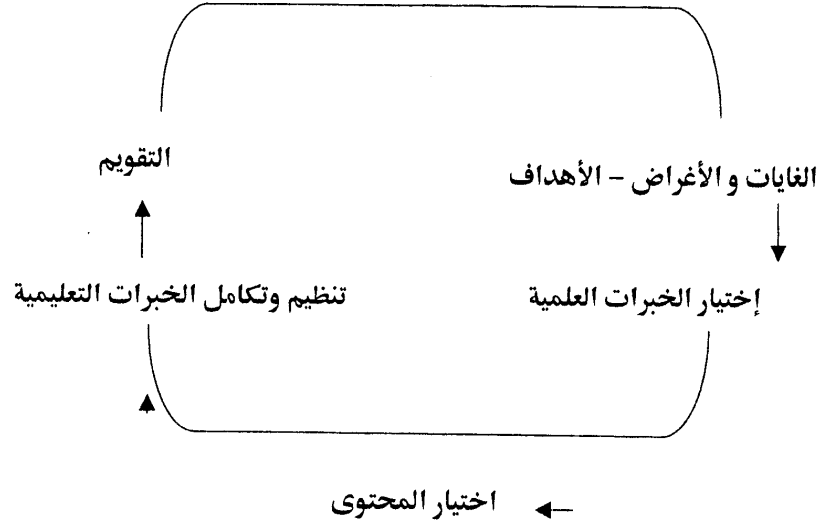 الغايات و الأغراض – الأهداف
التقويم
إختيار الخبرات العلمية
تنظيم وتكامل الخبرات التعليمية
اختيار المحتوى